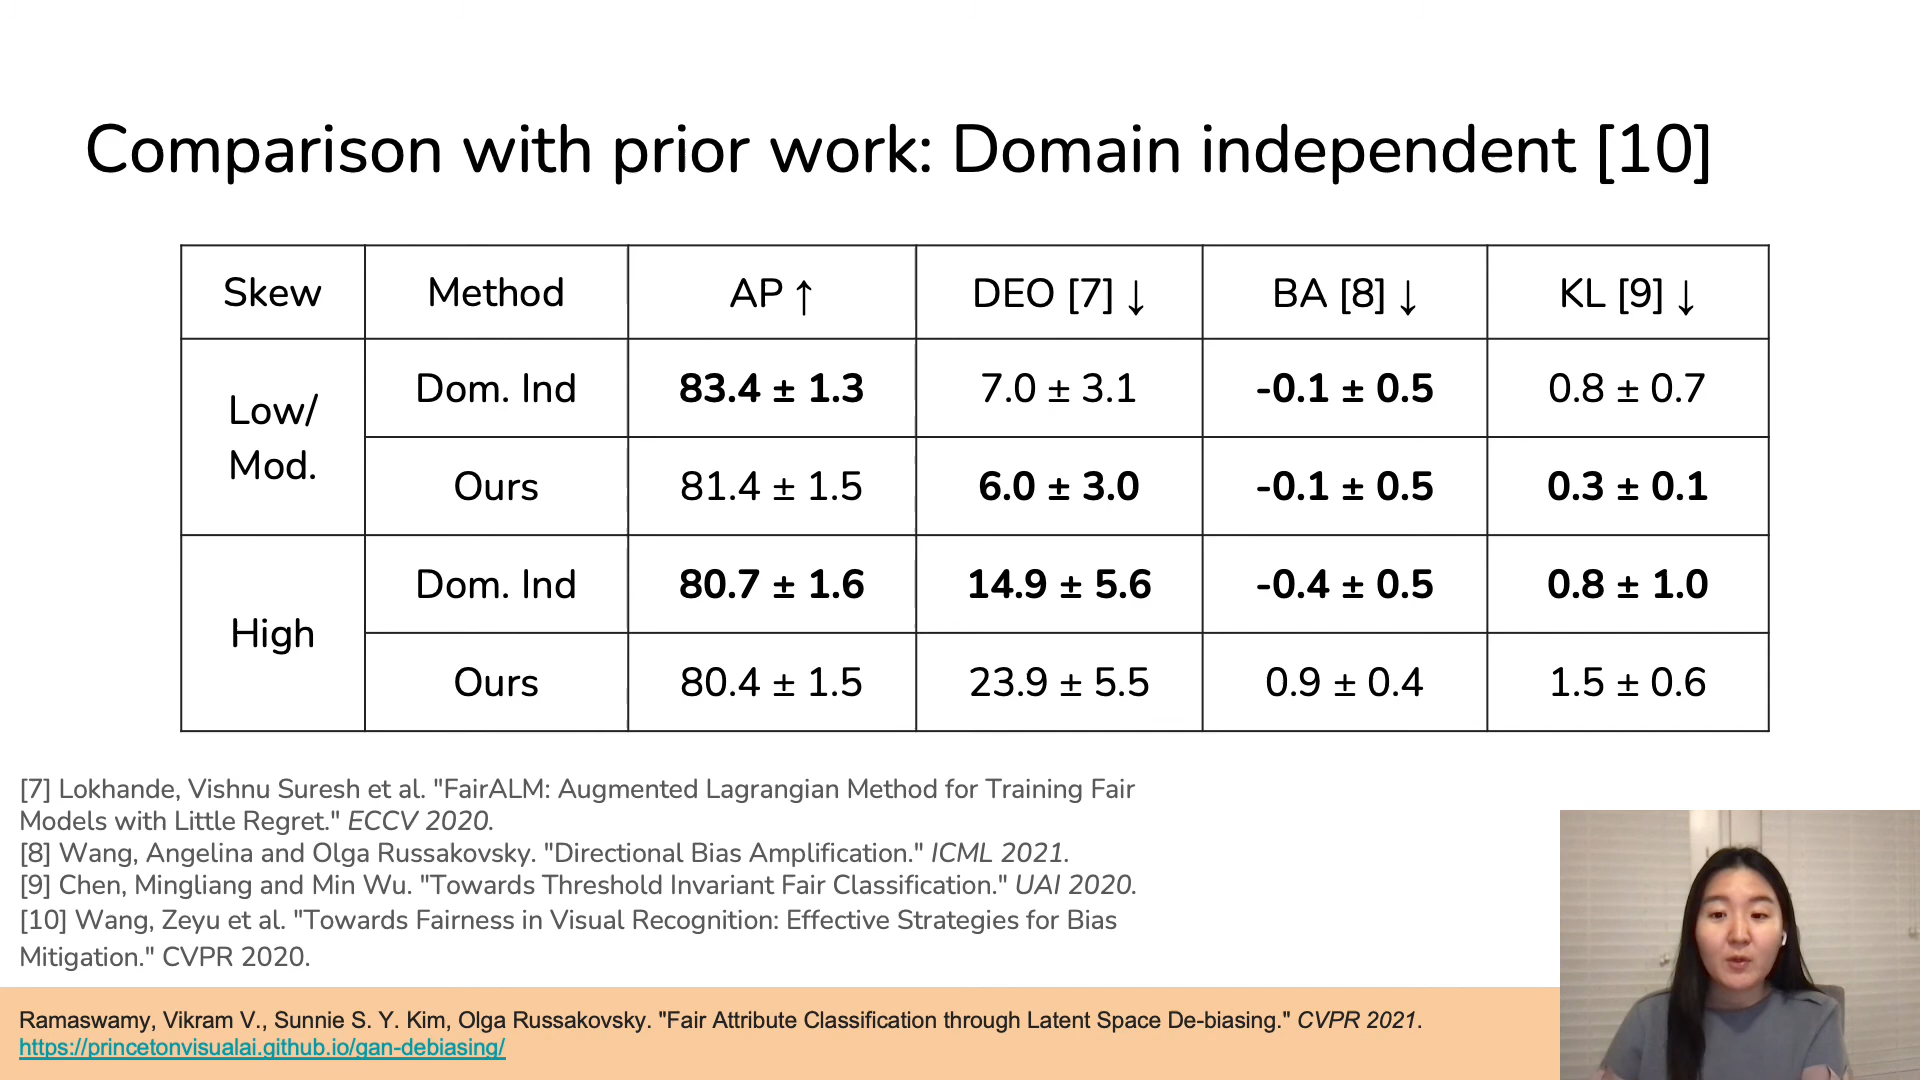 Comparison with prior work: Domain independent [10]
Skew Method AP ↑ DEO [7] ↓ BA [8] ↓ KL [9] ↓
Low/
Mod.
Dom. Ind 83.4 ± 1.3 7.0 ± 3.1 -0.1 ± 0.5 0.8 ± 0.7
Ours 81.4 ± 1.5 6.0 ± 3.0 -0.1 ± 0.5 0.3 ± 0.1
High
Dom. Ind 80.7 ± 1.6 14.9 ± 5.6 -0.4 ± 0.5 0.8 ± 1.0
Ours 80.4 ± 1.5 23.9 ± 5.5 0.9 ± 0.4 1.5 ± 0.6
[7] Lokhande, Vishnu Suresh et al. "FairALM: Augmented Lagrangian Method for Training Fair
Models with Little Regret." ECCV 2020.
[8] Wang, Angelina and Olga Russakovsky. "Directional Bias Amplification." ICML 2021.
[9] Chen, Mingliang and Min Wu. "Towards Threshold Invariant Fair Classification." UAI 2020.
[10] Wang, Zeyu et al. "Towards Fairness in Visual Recognition: Effective Strategies for Bias
Mitigation." CVPR 2020.
Ramaswamy, Vikram V., Sunnie S. Y. Kim, Olga Russakovsky. "Fair Attribute Classification through Latent Space De-biasing." CVPR 2021.
https://princetonvisualai.github.io/gan-debiasing/